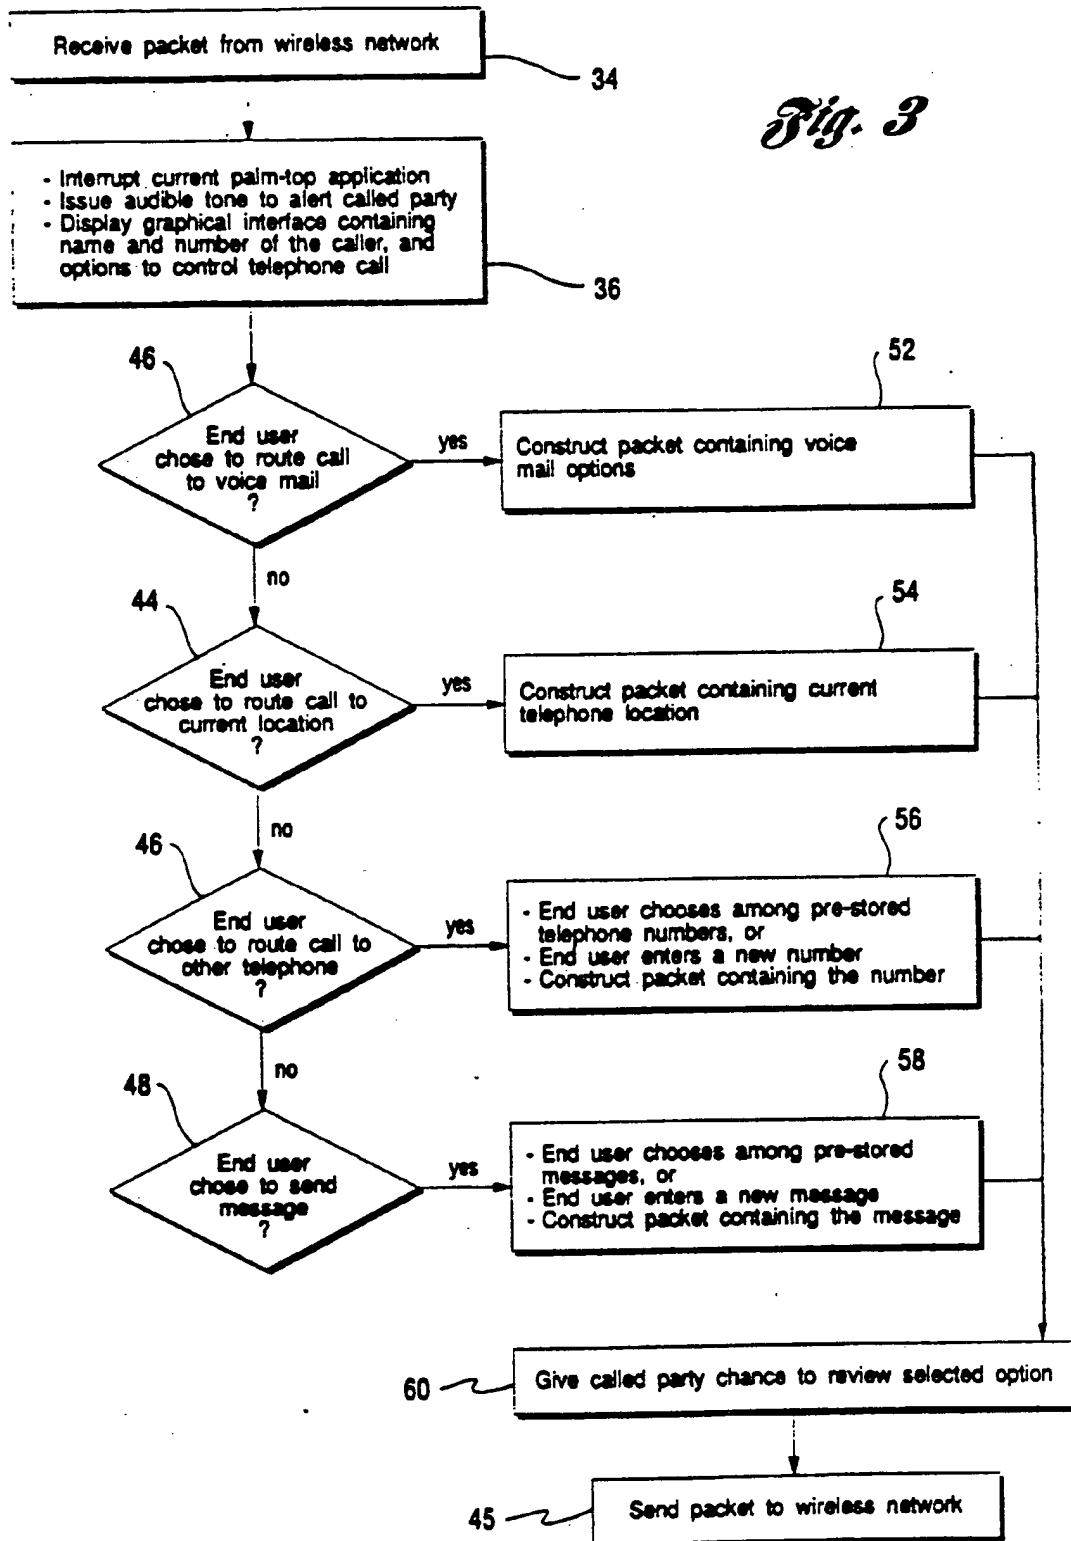 Receive packet from wireless network
34
Fig. 3
- Interrupt current palm-top application
- Issue audible tone to alert called party
- Display graphical interface containing
name and number of the caller, and
options to control telephone call
36
46
End user
chose to route call
to voice mail
?
yes
52
Construct packet containing voice
mail options
no
44
End user
chose to route call to
current location
?
yes
54
Construct packet containing current
telephone location
no
46
End user
chose to route call to
other telephone
?
yes
56
- End user chooses among pre-stored
telephone numbers, or
- End user enters a new number
- Construct packet containing the number
no
48
End user
chose to send
message
?
yes
58
- End user chooses among pre-stored
messages, or
- End user enters a new message
- Construct packet containing the message
60
Give called party chance to review selected option
45
Send packet to wireless network